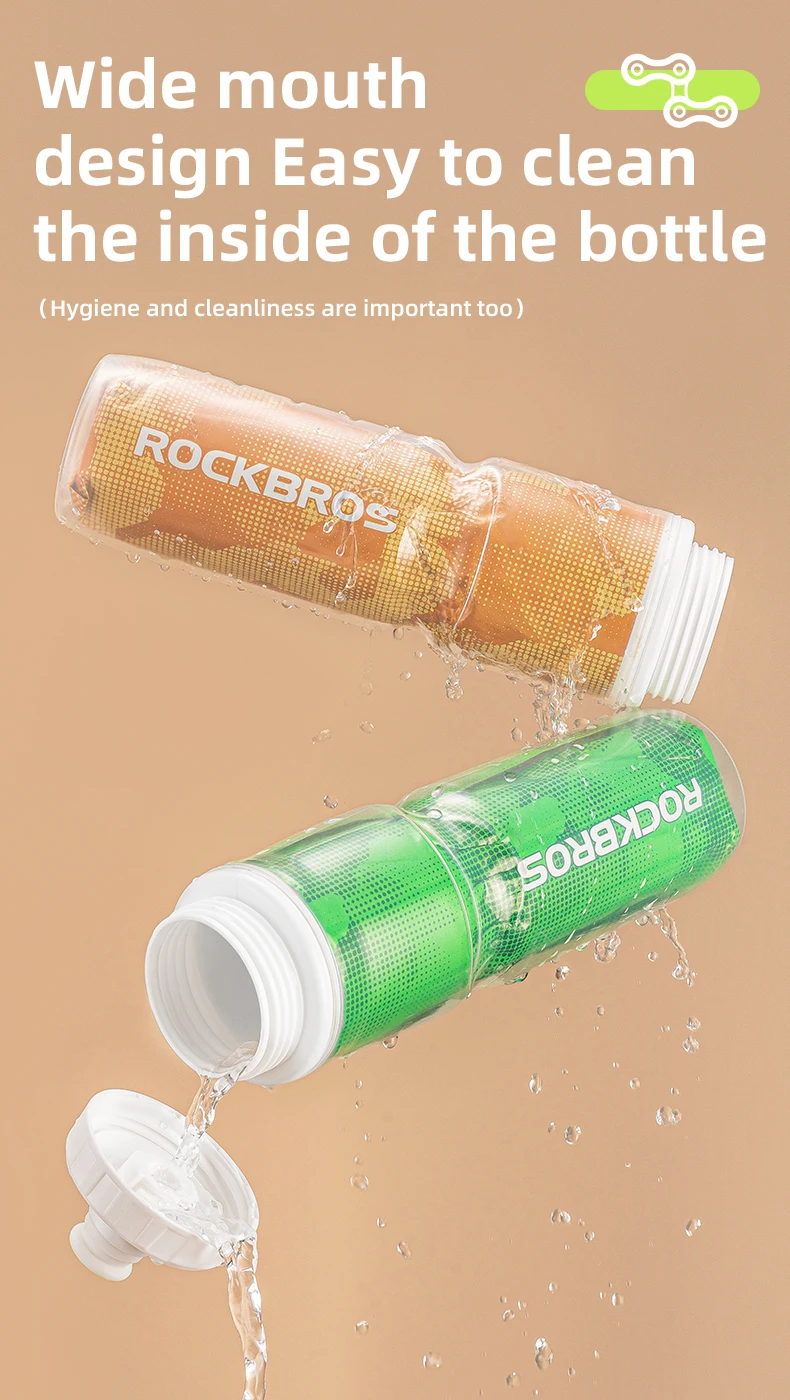 Wide mouth
design Easy to clean
the inside of the bottle
(Hygiene and cleanliness are important too)
ROCKBROS
ROCKBROS